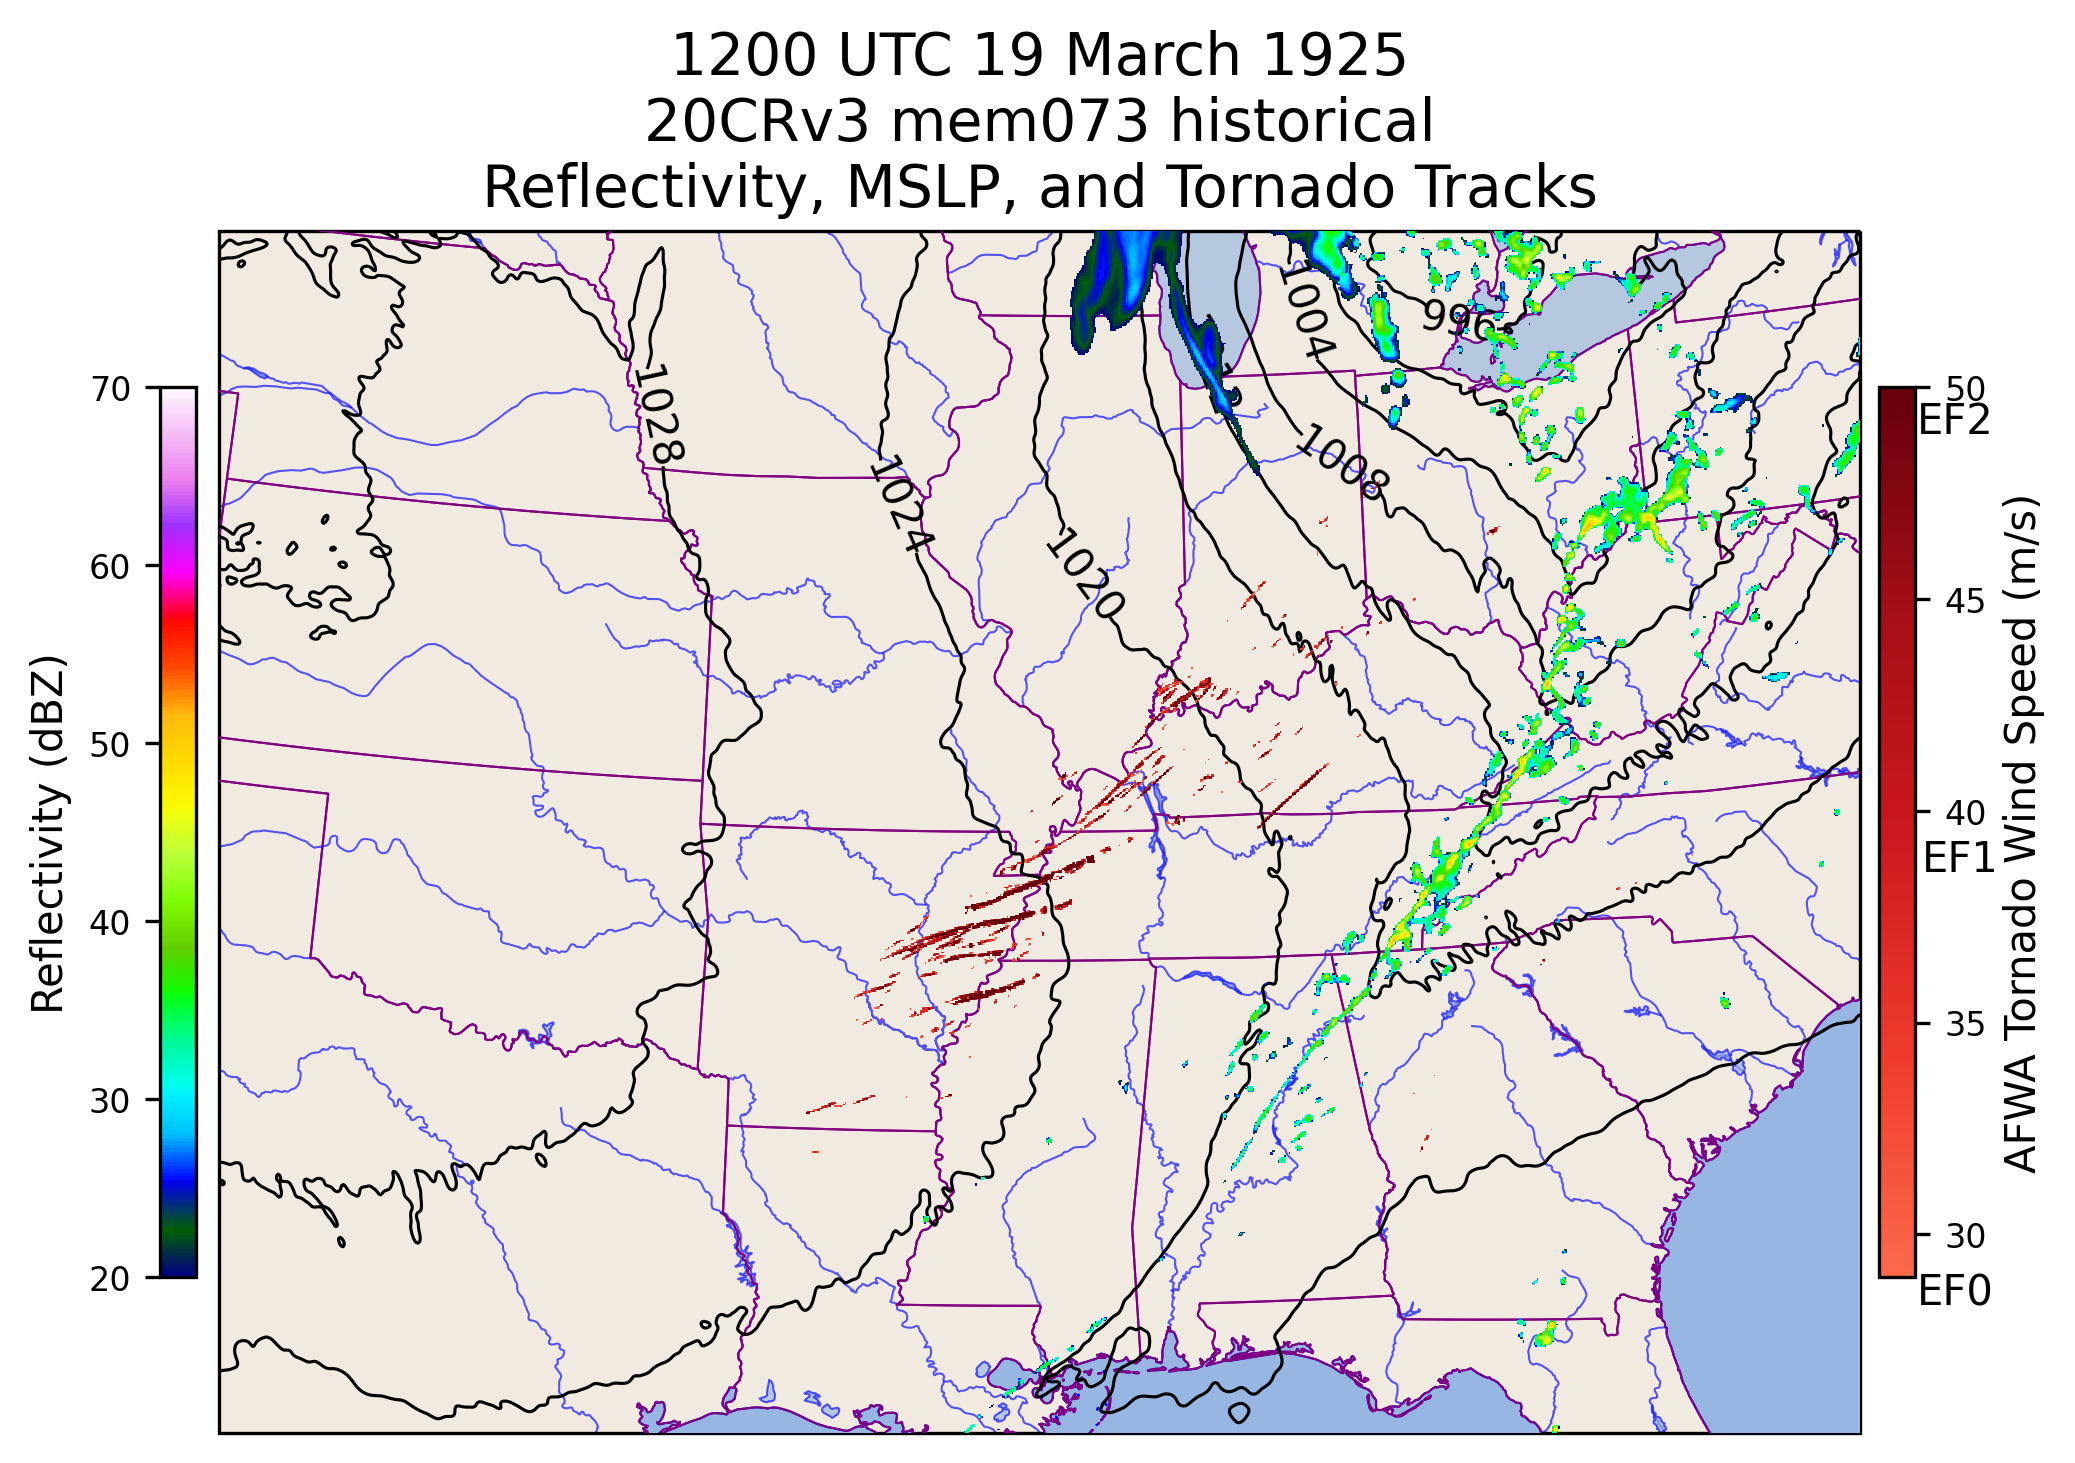 1200 UTC 19 March 1925
20CRv3 mem073 historical
Reflectivity, MSLP, and Tornado Tracks
70
60
50
40
30
20
Reflectivity (dBZ)
1028
1024
1020
1008
1004
996
50
EF2
45
40
EF1
35
30
EF0
AFWA Tornado Wind Speed (m/s)